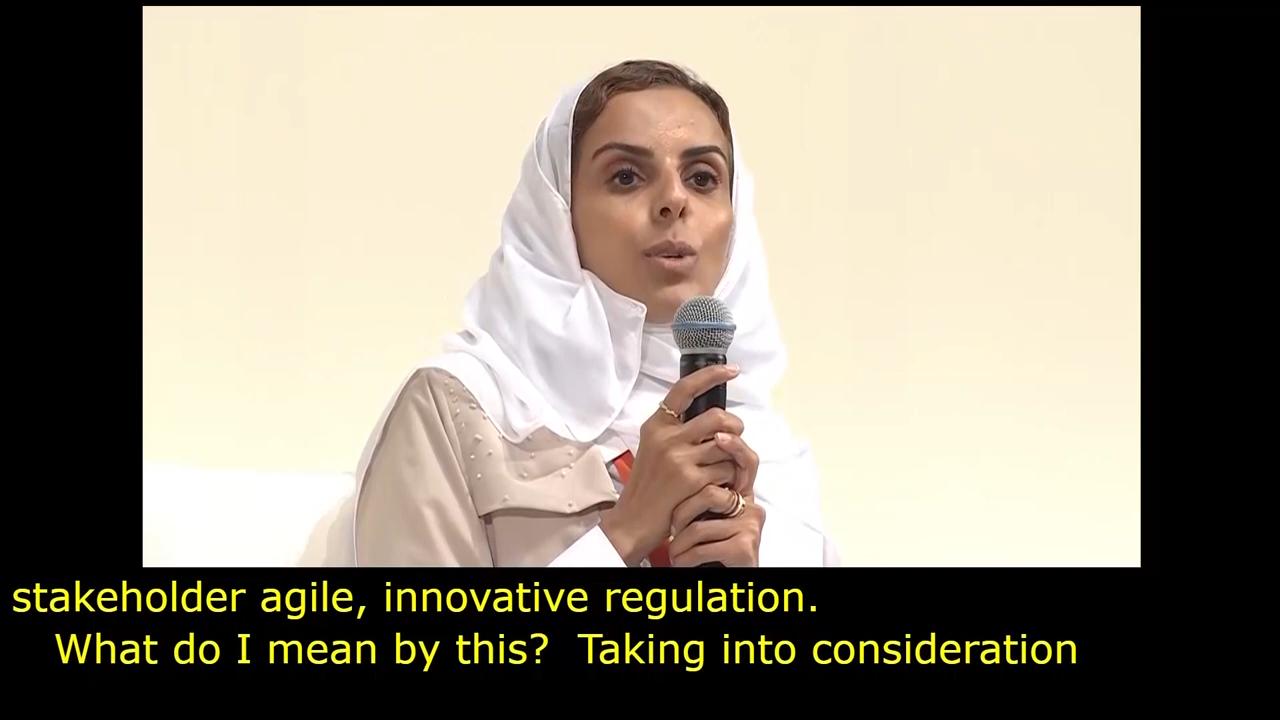 stakeholder agile, innovative regulation.
What do I mean by this?  Taking into consideration